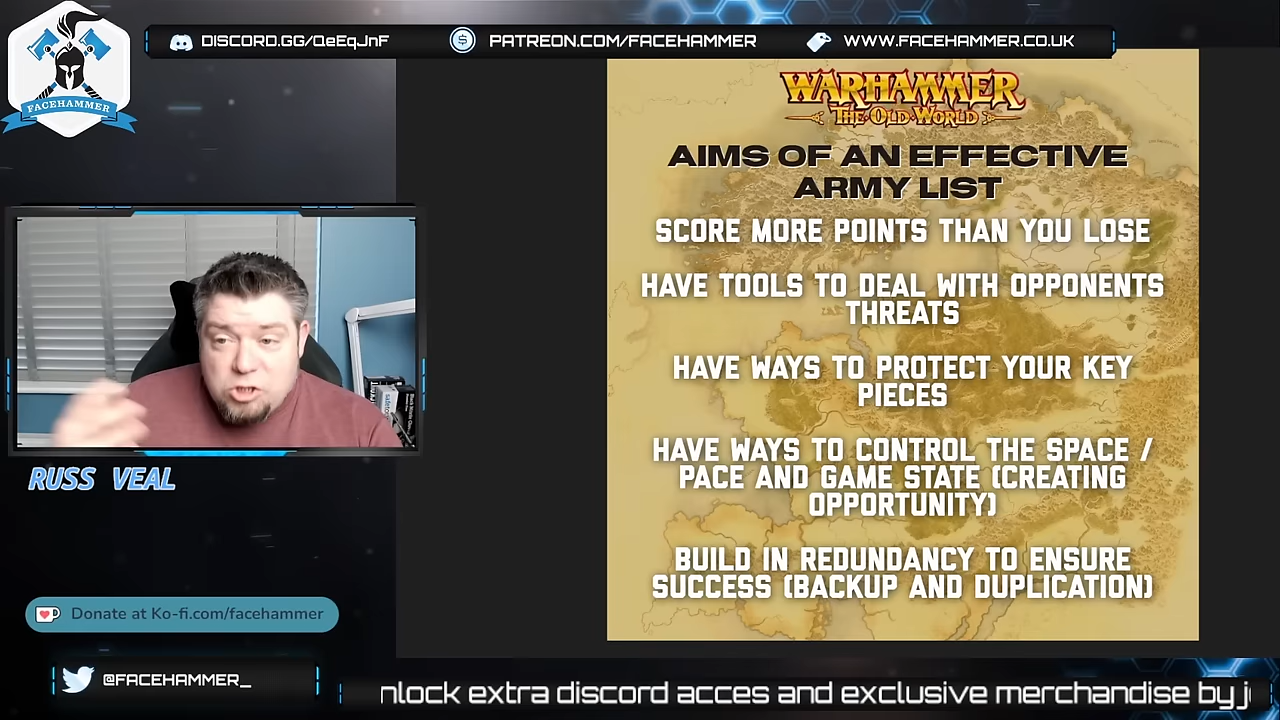 DISCORD.GG/QeEqJnF
PATREON.COM/FACEHAMMER
WWW.FACEHAMMER.CO.UK
FACEHAMMER
WARHAMMER
THE OLD WORLD
AIMS OF AN EFFECTIVE
ARMY LIST
SCORE MORE POINTS THAN YOU LOSE
HAVE TOOLS TO DEAL WITH OPPONENTS
THREATS
HAVE WAYS TO PROTECT YOUR KEY
PIECES
HAVE WAYS TO CONTROL THE SPACE /
PACE AND GAME STATE (CREATING
OPPORTUNITY)
BUILD IN REDUNDANCY TO ENSURE
SUCCESS (BACKUP AND DUPLICATION)
RUSS VEAL
Donate at Ko-fi.com/facehammer
@FACEHAMMER_
nlock extra discord acces and exclusive merchandise by